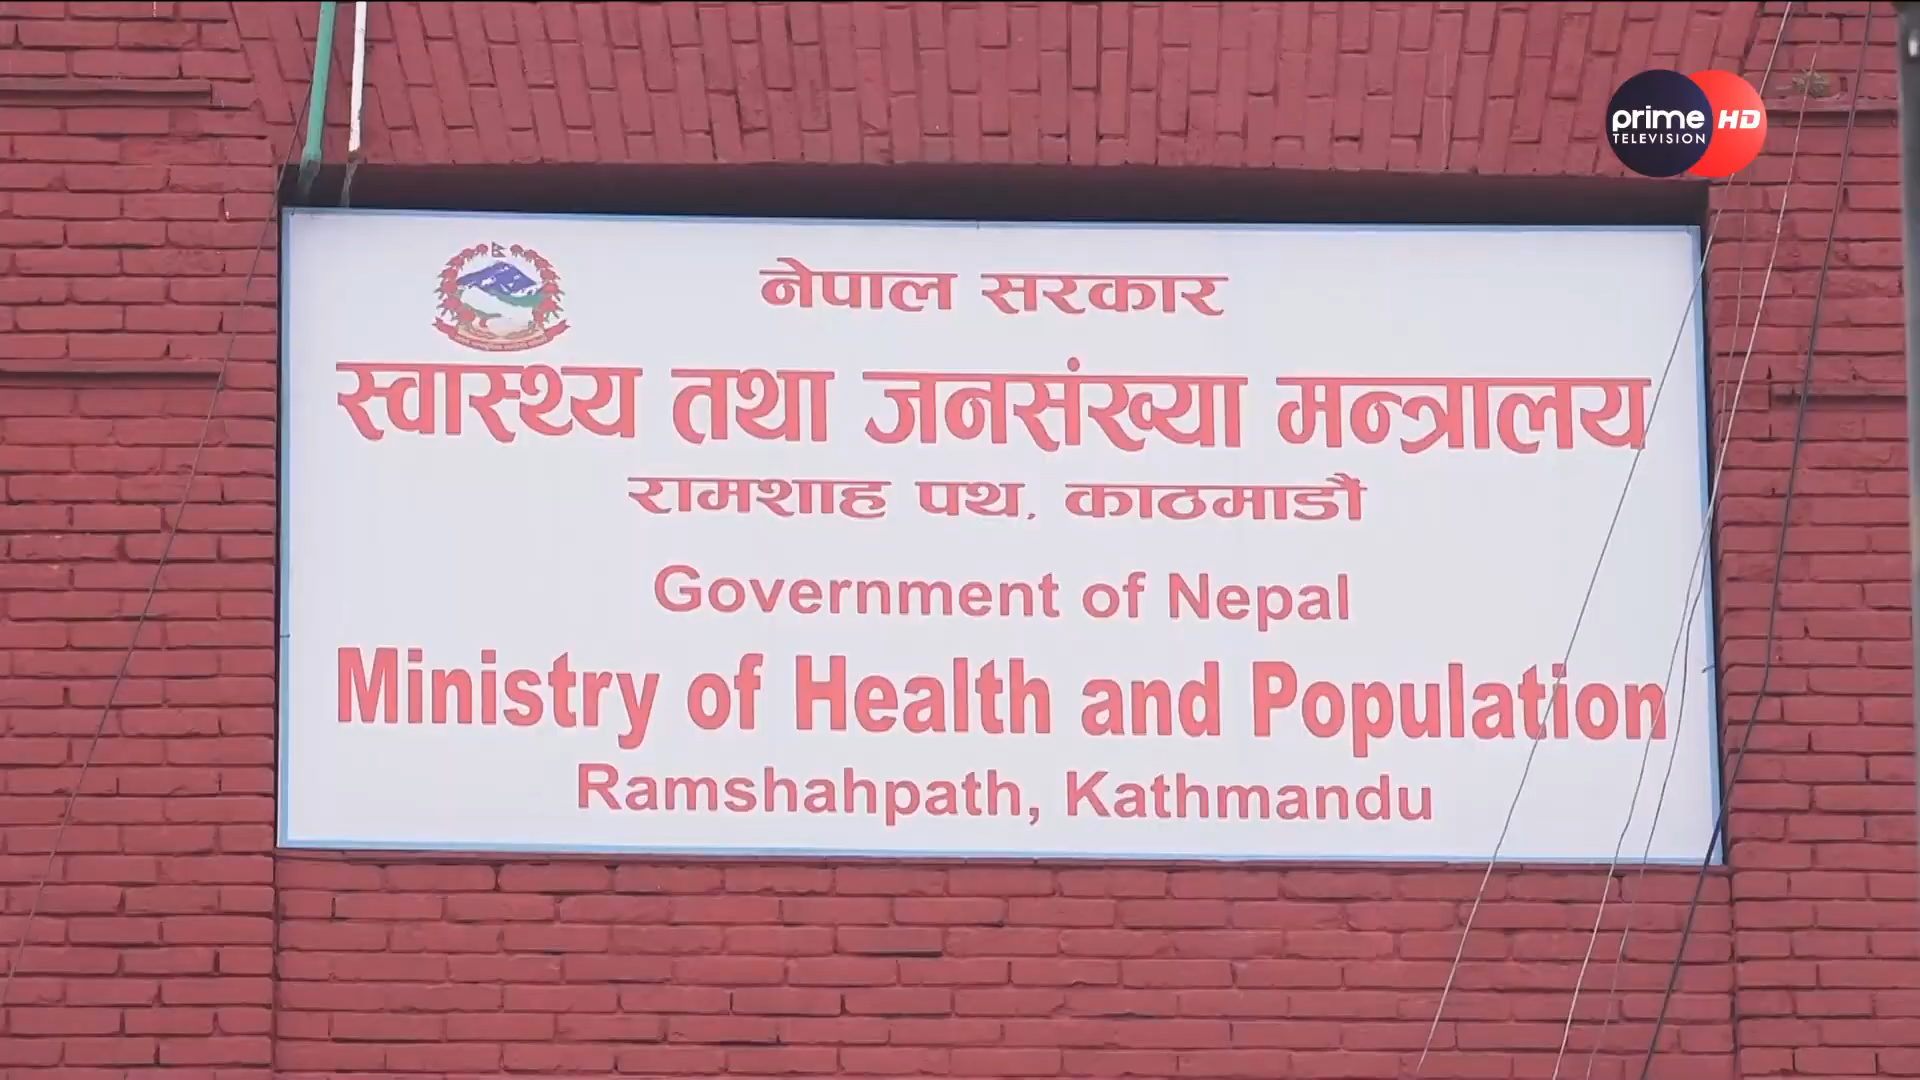 prime HD
TELEVISION
नेपाल सरकार
स्वास्थ्य तथा जनसंख्या मन्त्रालय
रामशाह पथ, काठमाडौं
Government of Nepal
Ministry of Health and Population
Ramshahpath, Kathmandu